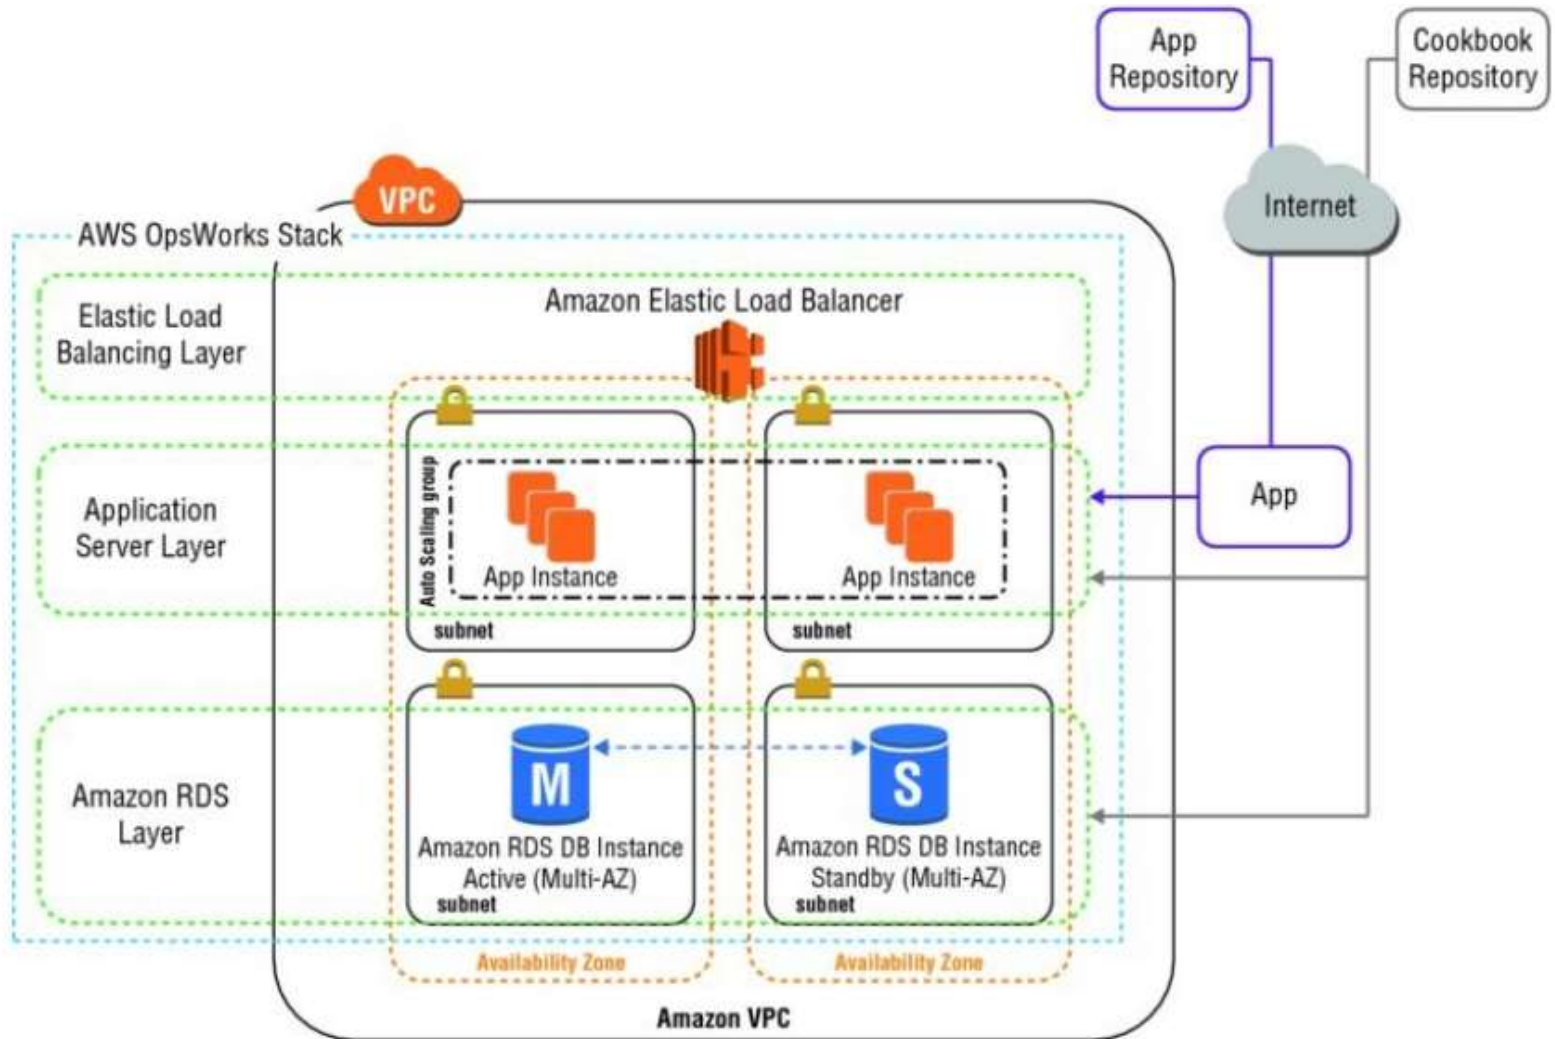 App
Repository
Cookbook
Repository
VPC
Internet
AWS OpsWorks Stack
Elastic Load
Balancing Layer
Amazon Elastic Load Balancer
Application
Server Layer
Auto Scaling group
App Instance
App Instance
App
subnet
subnet
Amazon RDS
Layer
M
S
Amazon RDS DB Instance
Active (Multi-AZ)
subnet
Amazon RDS DB Instance
Standby (Multi-AZ)
subnet
Availability Zone
Availability Zone
Amazon VPC